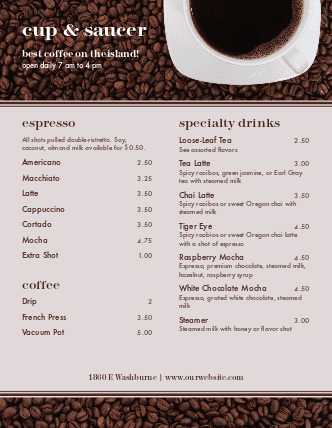 cup & saucer
best coffee on the island!
open daily 7 am to 4 pm
espresso
All shots pulled double-ristretto. Soy,
coconut, almond milk available for $0.50.
Americano 2.50
Macchiato 3.25
Latte 3.50
Cappuccino 3.50
Cortado 3.50
Mocha 4.75
Extra Shot 1.00
coffee
Drip 2
French Press 3.50
Vacuum Pot 5.00
specialty drinks
Loose-Leaf Tea 2.50
See assorted flavors
Tea Latte 3.00
Spicy rooibos, green jasmine, or Earl Gray
tea with steamed milk
Chai Latte 3.50
Spicy rooibos or sweet Oregon chai with
steamed milk
Tiger Eye 4.50
Spicy rooibos or sweet Oregon chai latte
with a shot of espresso
Raspberry Mocha 4.50
Espresso, premium chocolate, steamed milk,
hazelnut, raspberry syrup
White Chocolate Mocha 4.50
Espresso, grated white chocolate, steamed
milk
Steamer 3.00
Steamed milk with honey or flavor shot
1860 E Washburne | www.ourwebsite.com